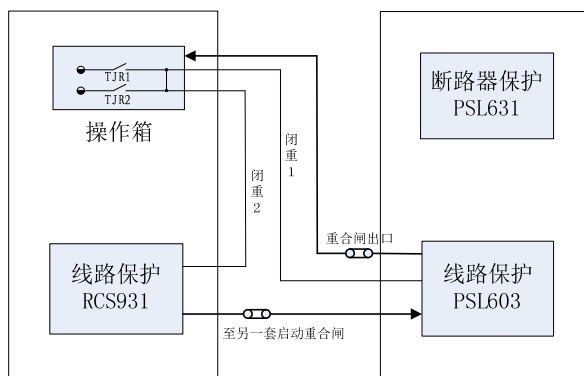 TJR1
TJR2
操作箱
断路器保护
PSL631
闭重1
闭重2
重合闸出口
线路保护
RCS931
线路保护
PSL603
至另一套启动重合闸